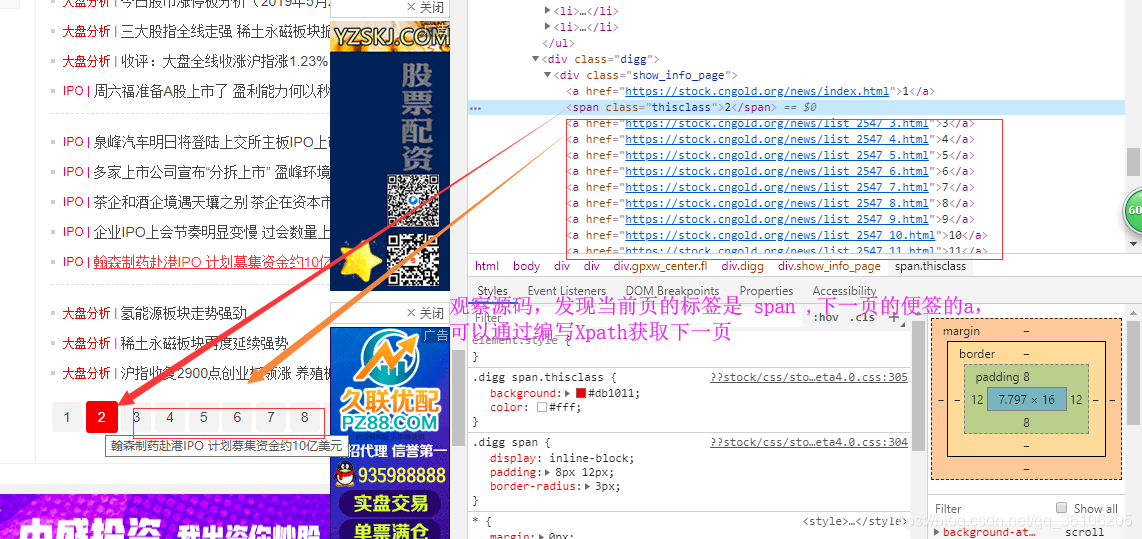 大盘分析 | 今日股市涨停板分析（2019年5月2
大盘分析 | 三大股指全线走强 稀土永磁板块掀
大盘分析 | 收评：大盘全线收涨沪指涨1.23%
IPO | 周六福准备A股上市了 盈利能力何以秒
IPO | 泉峰汽车明日将登陆上交所主板IPO上市
IPO | 多家上市公司宣布“分拆上市” 盈峰环境
IPO | 茶企和酒企境遇天壤之别 茶企在资本市
IPO | 企业IPO上会节奏明显变慢 过会数量上
IPO | 翰森制药赴港IPO 计划募集资金约10亿
大盘分析 | 氢能源板块走势强劲
大盘分析 | 稀土永磁板块再度延续强势
大盘分析 | 沪指收复2900点创业板领涨 养殖板
1 2 3 4 5 6 7 8
翰森制药赴港IPO 计划募集资金约10亿美元
中盛投资
× 关闭
YZSKJ.COM
股票配资
× 关闭
广告
久联优配
PZ88.COM
招代理 信誉第一
935988888
实盘交易
单票满仓
<li>…</li>
<li>…</li>
</ul>
<div class="digg">
<div class="show_info_page">
<a href="https://stock.cngold.org/news/index.html">1</a>
… <span class="thisclass">2</span> == $0
<a href="https://stock.cngold.org/news/list_2547_3.html">3</a>
<a href="https://stock.cngold.org/news/list_2547_4.html">4</a>
<a href="https://stock.cngold.org/news/list_2547_5.html">5</a>
<a href="https://stock.cngold.org/news/list_2547_6.html">6</a>
<a href="https://stock.cngold.org/news/list_2547_7.html">7</a>
<a href="https://stock.cngold.org/news/list_2547_8.html">8</a>
<a href="https://stock.cngold.org/news/list_2547_9.html">9</a>
<a href="https://stock.cngold.org/news/list_2547_10.html">10</a>
<a href="https://stock.cngold.org/news/list_2547_11.html">11</a>
60
html body div div div.gpxw_center.fl div.digg div.show_info_page span.thisclass
Styles Event Listeners DOM Breakpoints Properties Accessibility
观察源码，发现当前页的标签是 span ,下一页的便签的a，
可以通过编写Xpath获取下一页
Filter :hov .cls +
element.style {
}
.digg span.thisclass { ??stock/css/sto…eta4.0.css:305
background: #db1011;
color: #fff;
}
.digg span { ??stock/css/sto…eta4.0.css:304
display: inline-block;
padding: 8px 12px;
border-radius: 3px;
}
* { <style>…</style>
margin: 0px;
margin –
border –
padding 8
– – 12 7.797 × 16 12 – –
8
–
–
Filter Show all
background-at… scroll
https://blog.csdn.net/qq_36106205